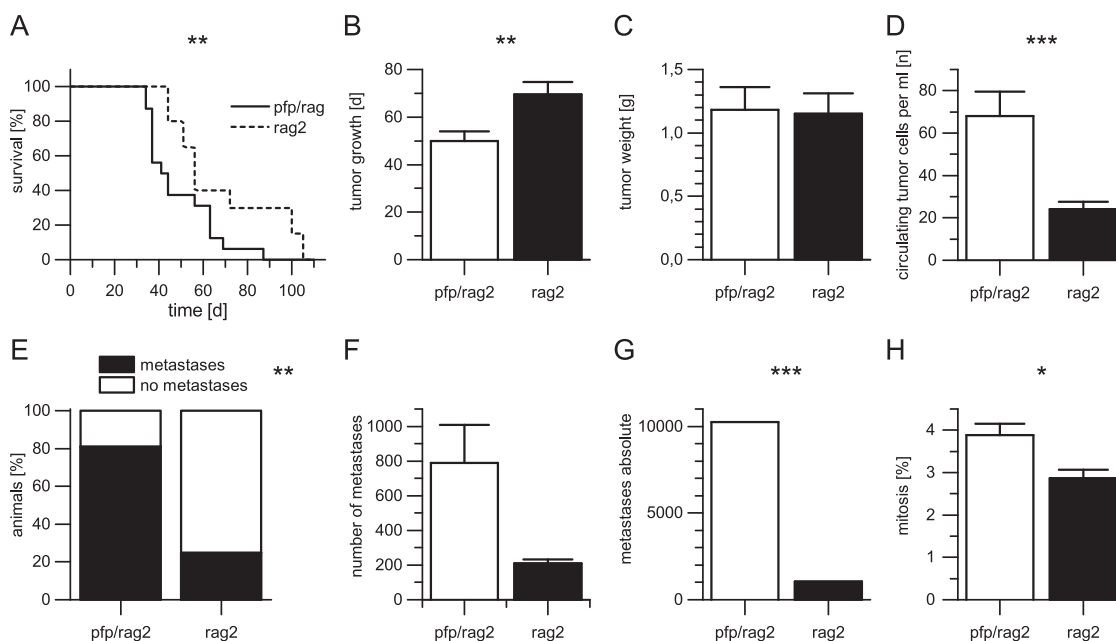 A
**
survival [%]
100
80
60
40
20
0
pfp/rag
rag2
0 20 40 60 80 100
time [d]
B
**
tumor growth [d]
80
60
40
20
0
pfp/rag2 rag2
C
tumor weight [g]
1,5
1,0
0,5
0,0
pfp/rag2 rag2
D
***
circulating tumor cells per ml [n]
80
60
40
20
0
pfp/rag2 rag2
E
metastases
no metastases
**
animals [%]
100
80
60
40
20
0
pfp/rag2 rag2
F
number of metastases
1000
800
600
400
200
0
pfp/rag2 rag2
G
***
metastases absolute
10000
5000
0
pfp/rag2 rag2
H
*
mitosis [%]
4
3
2
1
0
pfp/rag2 rag2